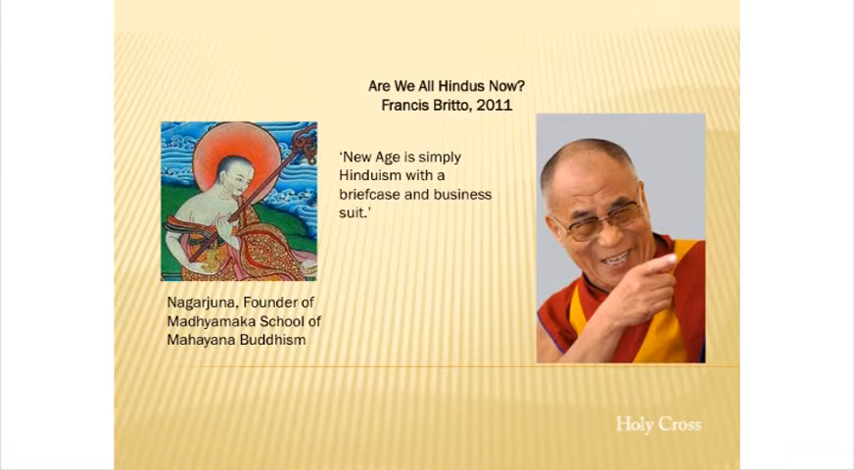 Are We All Hindus Now?
Francis Britto, 2011
‘New Age is simply
Hinduism with a
briefcase and business
suit.’
Nagarjuna, Founder of
Madhyamaka School of
Mahayana Buddhism
Holy Cross